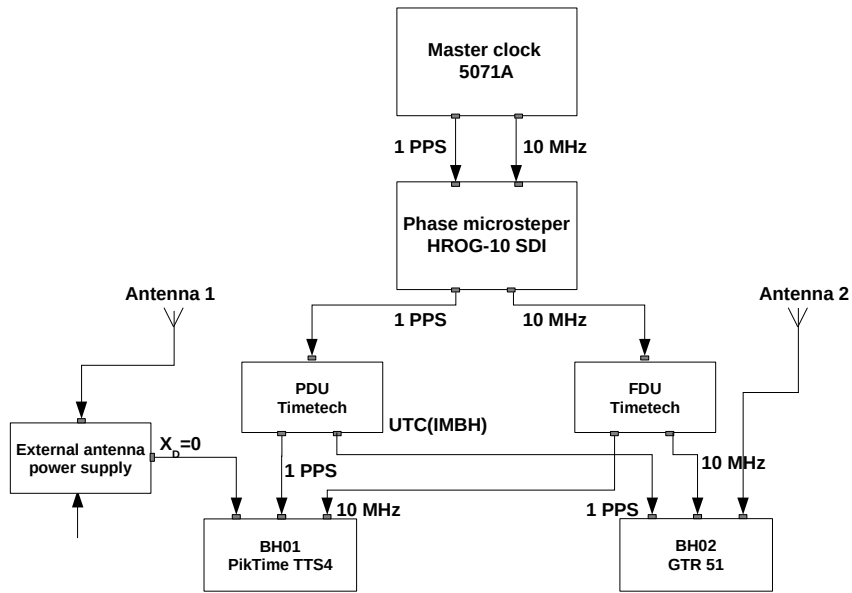 Master clock
5071A
1 PPS
10 MHz
Phase microsteper
HROG-10 SDI
Antenna 1
Antenna 2
1 PPS
10 MHz
PDU
Timetech
FDU
Timetech
UTC(IMBH)
External antenna
power supply
X_D=0
1 PPS
10 MHz
10 MHz
1 PPS
BH01
PikTime TTS4
BH02
GTR 51